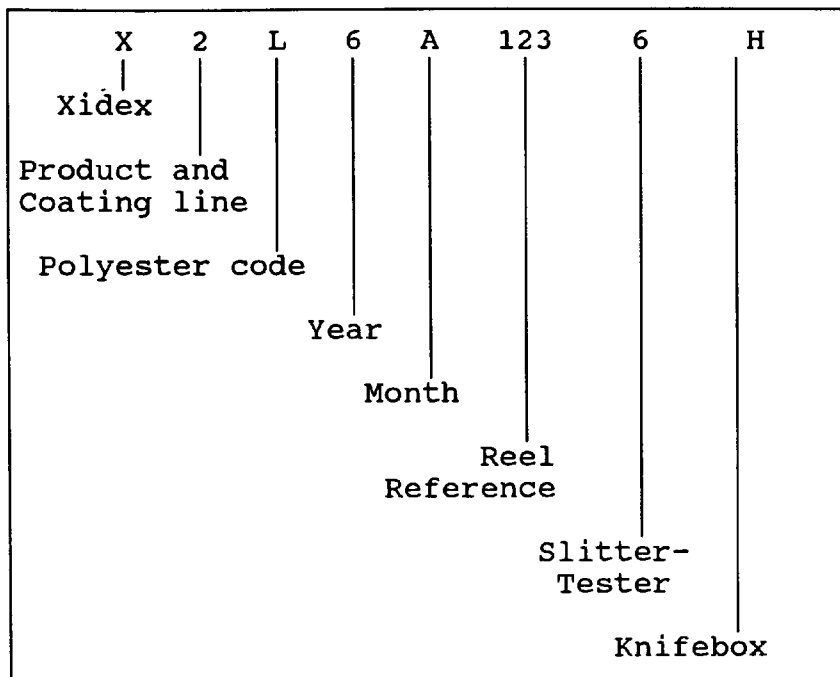 X 2 L 6 A 123 6 H
Xidex
Product and
Coating line
Polyester code
Year
Month
Reel
Reference
Slitter-
Tester
Knifebox